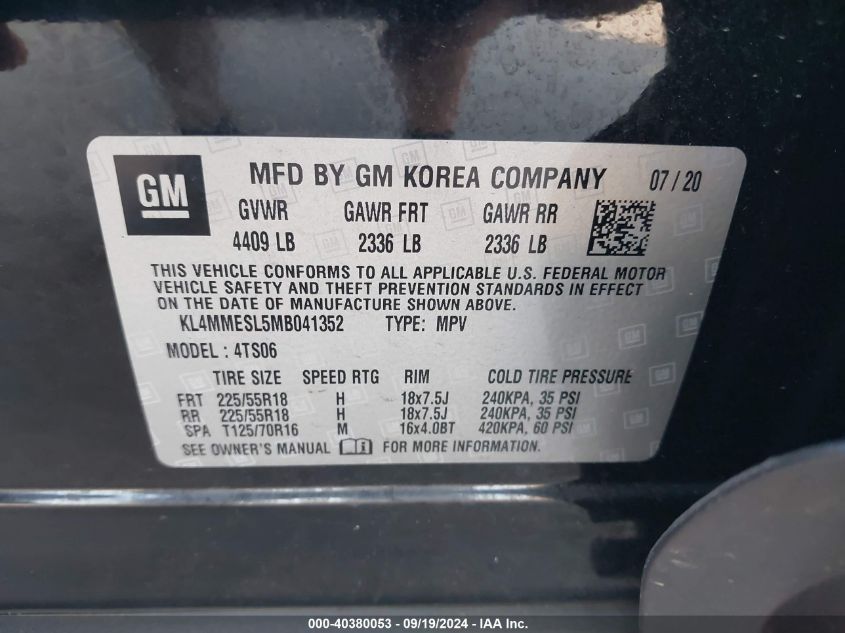 GM
MFD BY GM KOREA COMPANY 07 / 20
GVWR GAWR FRT GAWR RR
4409 LB 2336 LB 2336 LB
THIS VEHICLE CONFORMS TO ALL APPLICABLE U.S. FEDERAL MOTOR
VEHICLE SAFETY AND THEFT PREVENTION STANDARDS IN EFFECT
ON THE DATE OF MANUFACTURE SHOWN ABOVE.
KL4MMESL5MB041352 TYPE: MPV
MODEL : 4TS06
TIRE SIZE SPEED RTG RIM COLD TIRE PRESSURE
FRT 225/55R18 H 18x7.5J 240KPA, 35 PSI
RR 225/55R18 H 18x7.5J 240KPA, 35 PSI
SPA T125/70R16 M 16x4.0BT 420KPA, 60 PSI
SEE OWNER'S MANUAL FOR MORE INFORMATION.
000-40380053 - 09/19/2024 - IAA Inc.